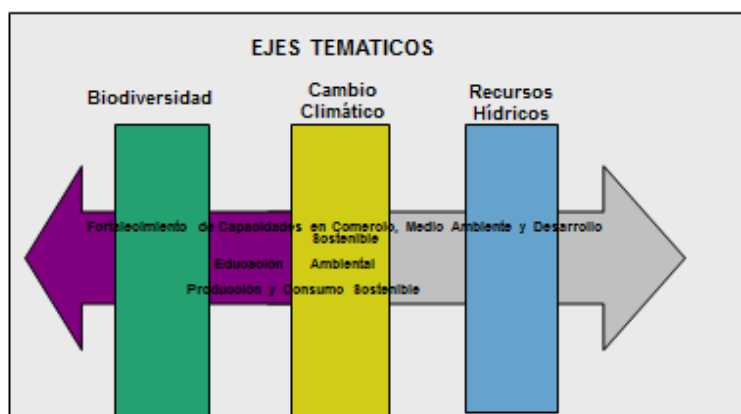 EJES TEMATICOS
Biodiversidad
Cambio
Climático
Recursos
Hídricos
Fortalecimiento de Capacidades en Comercio, Medio Ambiente y Desarrollo
Sostenible
Educación Ambiental
Producción y Consumo Sostenible